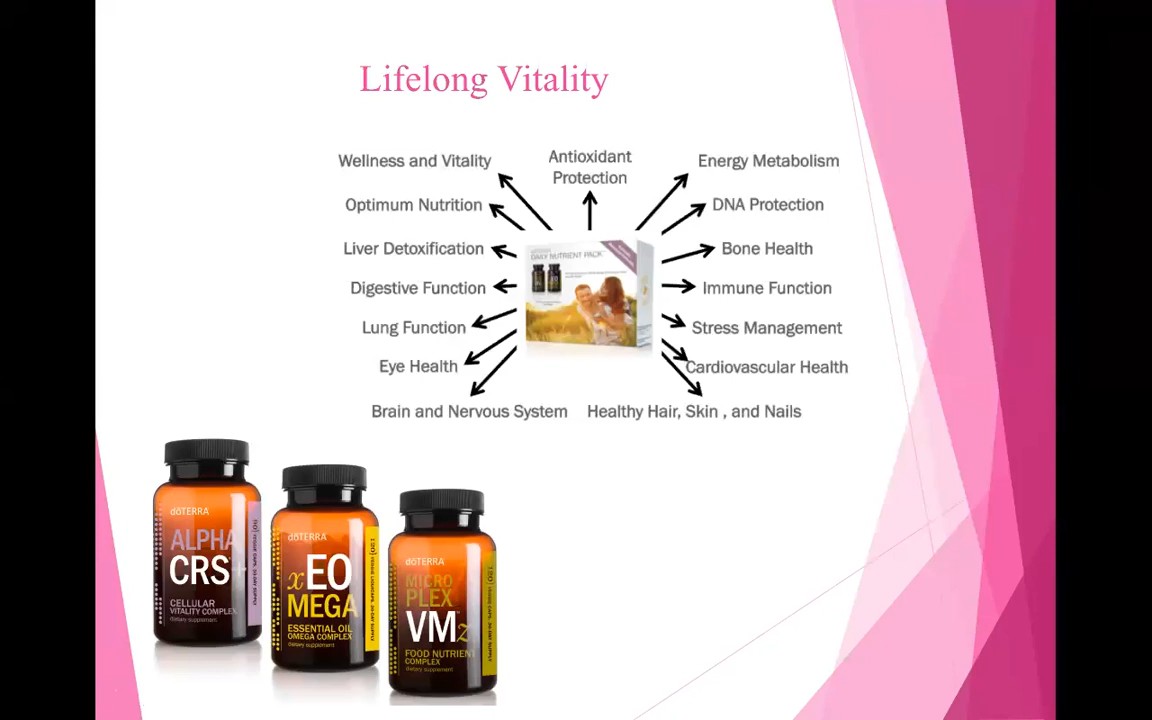 Lifelong Vitality
Wellness and Vitality
Antioxidant
Protection
Energy Metabolism
Optimum Nutrition
DNA Protection
Liver Detoxification
Bone Health
Digestive Function
Immune Function
Lung Function
Stress Management
Eye Health
Cardiovascular Health
Brain and Nervous System
Healthy Hair, Skin , and Nails
DAILY NUTRIENT PACK
dōTERRA
ALPHA
CRS+
CELLULAR
VITALITY COMPLEX
dietary supplement
dōTERRA
xEO
MEGA
ESSENTIAL OIL
OMEGA COMPLEX
dietary supplement
dōTERRA
MICRO
PLEX
VMz
FOOD NUTRIENT
COMPLEX
dietary supplement